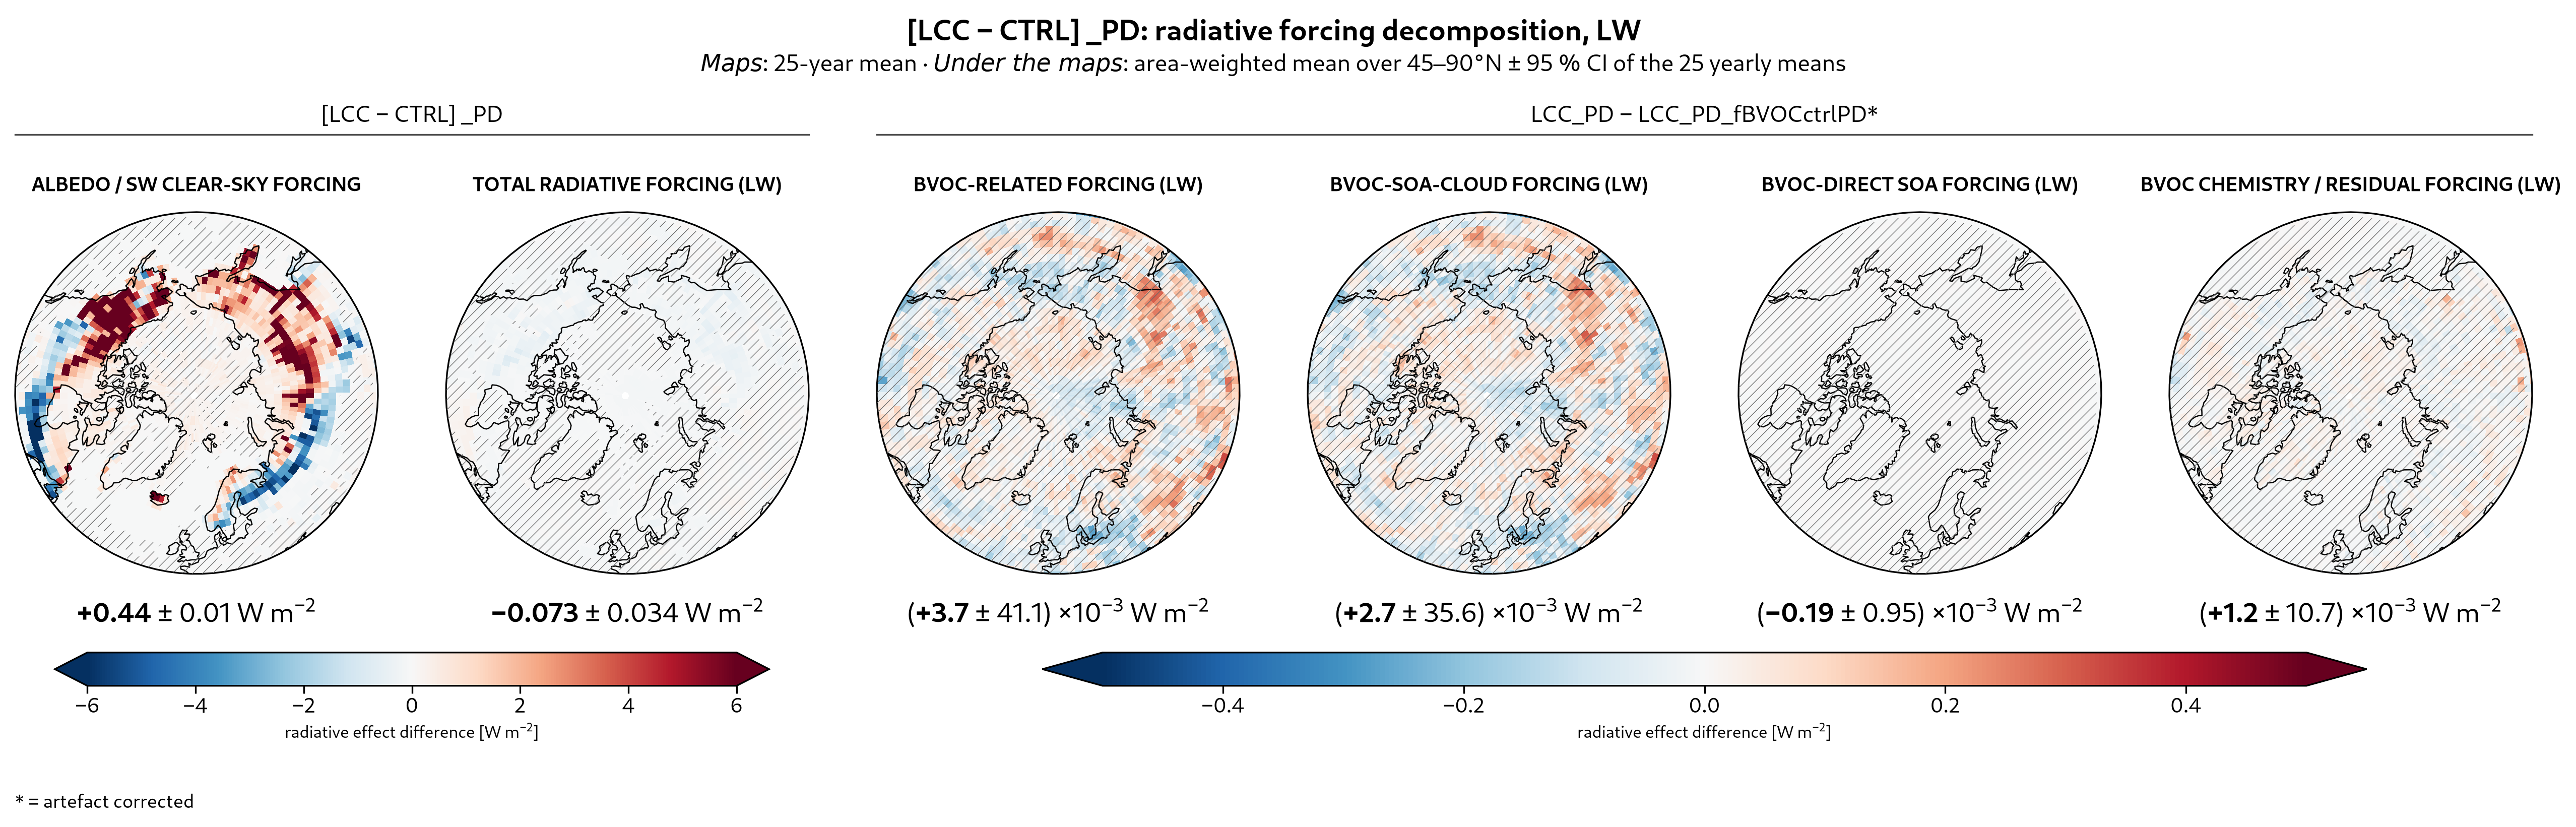 [LCC − CTRL] _PD: radiative forcing decomposition, LW
Maps: 25-year mean · Under the maps: area-weighted mean over 45–90°N ± 95 % CI of the 25 yearly means
[LCC − CTRL] _PD
LCC_PD − LCC_PD_fBVOCctrlPD*
ALBEDO / SW CLEAR-SKY FORCING
TOTAL RADIATIVE FORCING (LW)
BVOC-RELATED FORCING (LW)
BVOC-SOA-CLOUD FORCING (LW)
BVOC-DIRECT SOA FORCING (LW)
BVOC CHEMISTRY / RESIDUAL FORCING (LW)
+0.44 ± 0.01 W m⁻²
−0.073 ± 0.034 W m⁻²
(+3.7 ± 41.1) ×10⁻³ W m⁻²
(+2.7 ± 35.6) ×10⁻³ W m⁻²
(−0.19 ± 0.95) ×10⁻³ W m⁻²
(+1.2 ± 10.7) ×10⁻³ W m⁻²
−6 −4 −2 0 2 4 6
radiative effect difference [W m⁻²]
−0.4 −0.2 0.0 0.2 0.4
radiative effect difference [W m⁻²]
* = artefact corrected